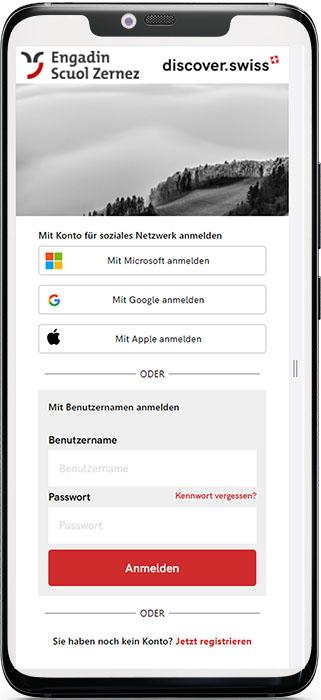 Engadin
Scuol Zernez
discover.swiss
Mit Konto für soziales Netzwerk anmelden
Mit Microsoft anmelden
Mit Google anmelden
Mit Apple anmelden
ODER
Mit Benutzernamen anmelden
Benutzername
Benutzername
Passwort Kennwort vergessen?
Passwort
Anmelden
ODER
Sie haben noch kein Konto? Jetzt registrieren